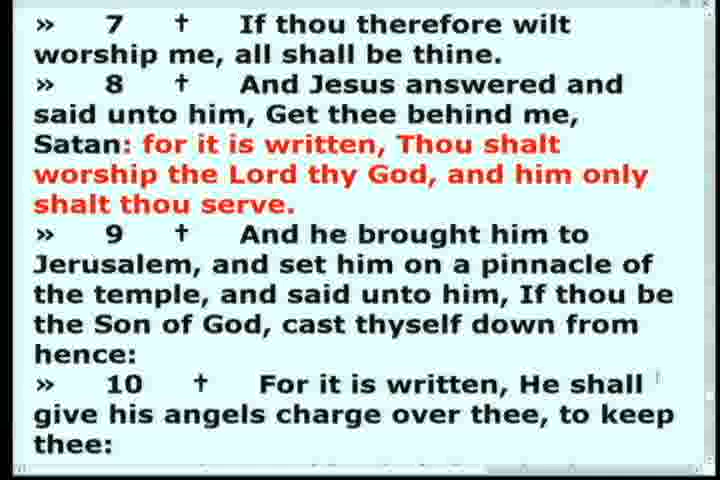 » 7 ✝ If thou therefore wilt
worship me, all shall be thine.
» 8 ✝ And Jesus answered and
said unto him, Get thee behind me,
Satan: for it is written, Thou shalt
worship the Lord thy God, and him only
shalt thou serve.
» 9 ✝ And he brought him to
Jerusalem, and set him on a pinnacle of
the temple, and said unto him, If thou be
the Son of God, cast thyself down from
hence:
» 10 ✝ For it is written, He shall
give his angels charge over thee, to keep
thee: